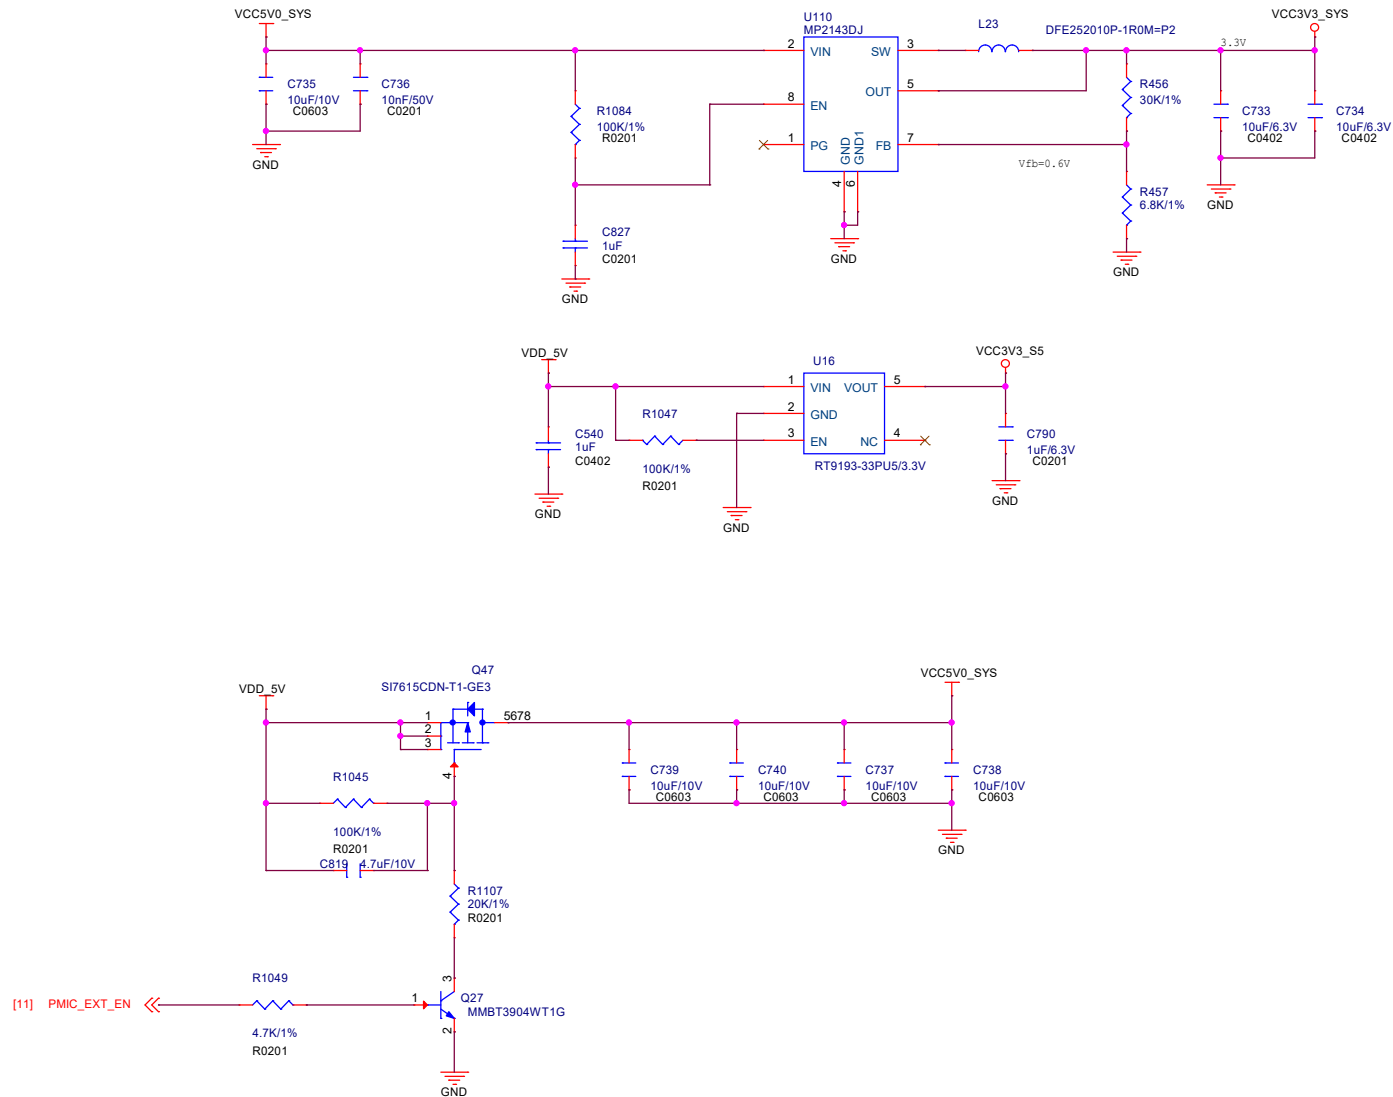 VCC5V0_SYS
C735
10uF/10V
C0603
C736
10nF/50V
C0201
GND
R1084
100K/1%
R0201
C827
1uF
C0201
GND
U110
MP2143DJ
2 VIN SW 3
OUT 5
8 EN
1 PG GND GND1 FB 7
4 6
GND
L23
DFE252010P-1R0M=P2
VCC3V3_SYS
3.3V
R456
30K/1%
Vfb=0.6V
R457
6.8K/1%
GND
C733
10uF/6.3V
C0402
C734
10uF/6.3V
C0402
GND
VDD_5V
C540
1uF
C0402
GND
R1047
100K/1%
R0201
GND
U16
1 VIN VOUT 5
2 GND
3 EN NC 4
RT9193-33PU5/3.3V
VCC3V3_S5
C790
1uF/6.3V
C0201
GND
VDD_5V
Q47
SI7615CDN-T1-GE3
1
2
3
5678
4
R1045
100K/1%
R0201
C819 4.7uF/10V
R1107
20K/1%
R0201
VCC5V0_SYS
C739
10uF/10V
C0603
C740
10uF/10V
C0603
C737
10uF/10V
C0603
C738
10uF/10V
C0603
GND
[11] PMIC_EXT_EN
R1049
4.7K/1%
R0201
1
3
Q27
MMBT3904WT1G
2
GND